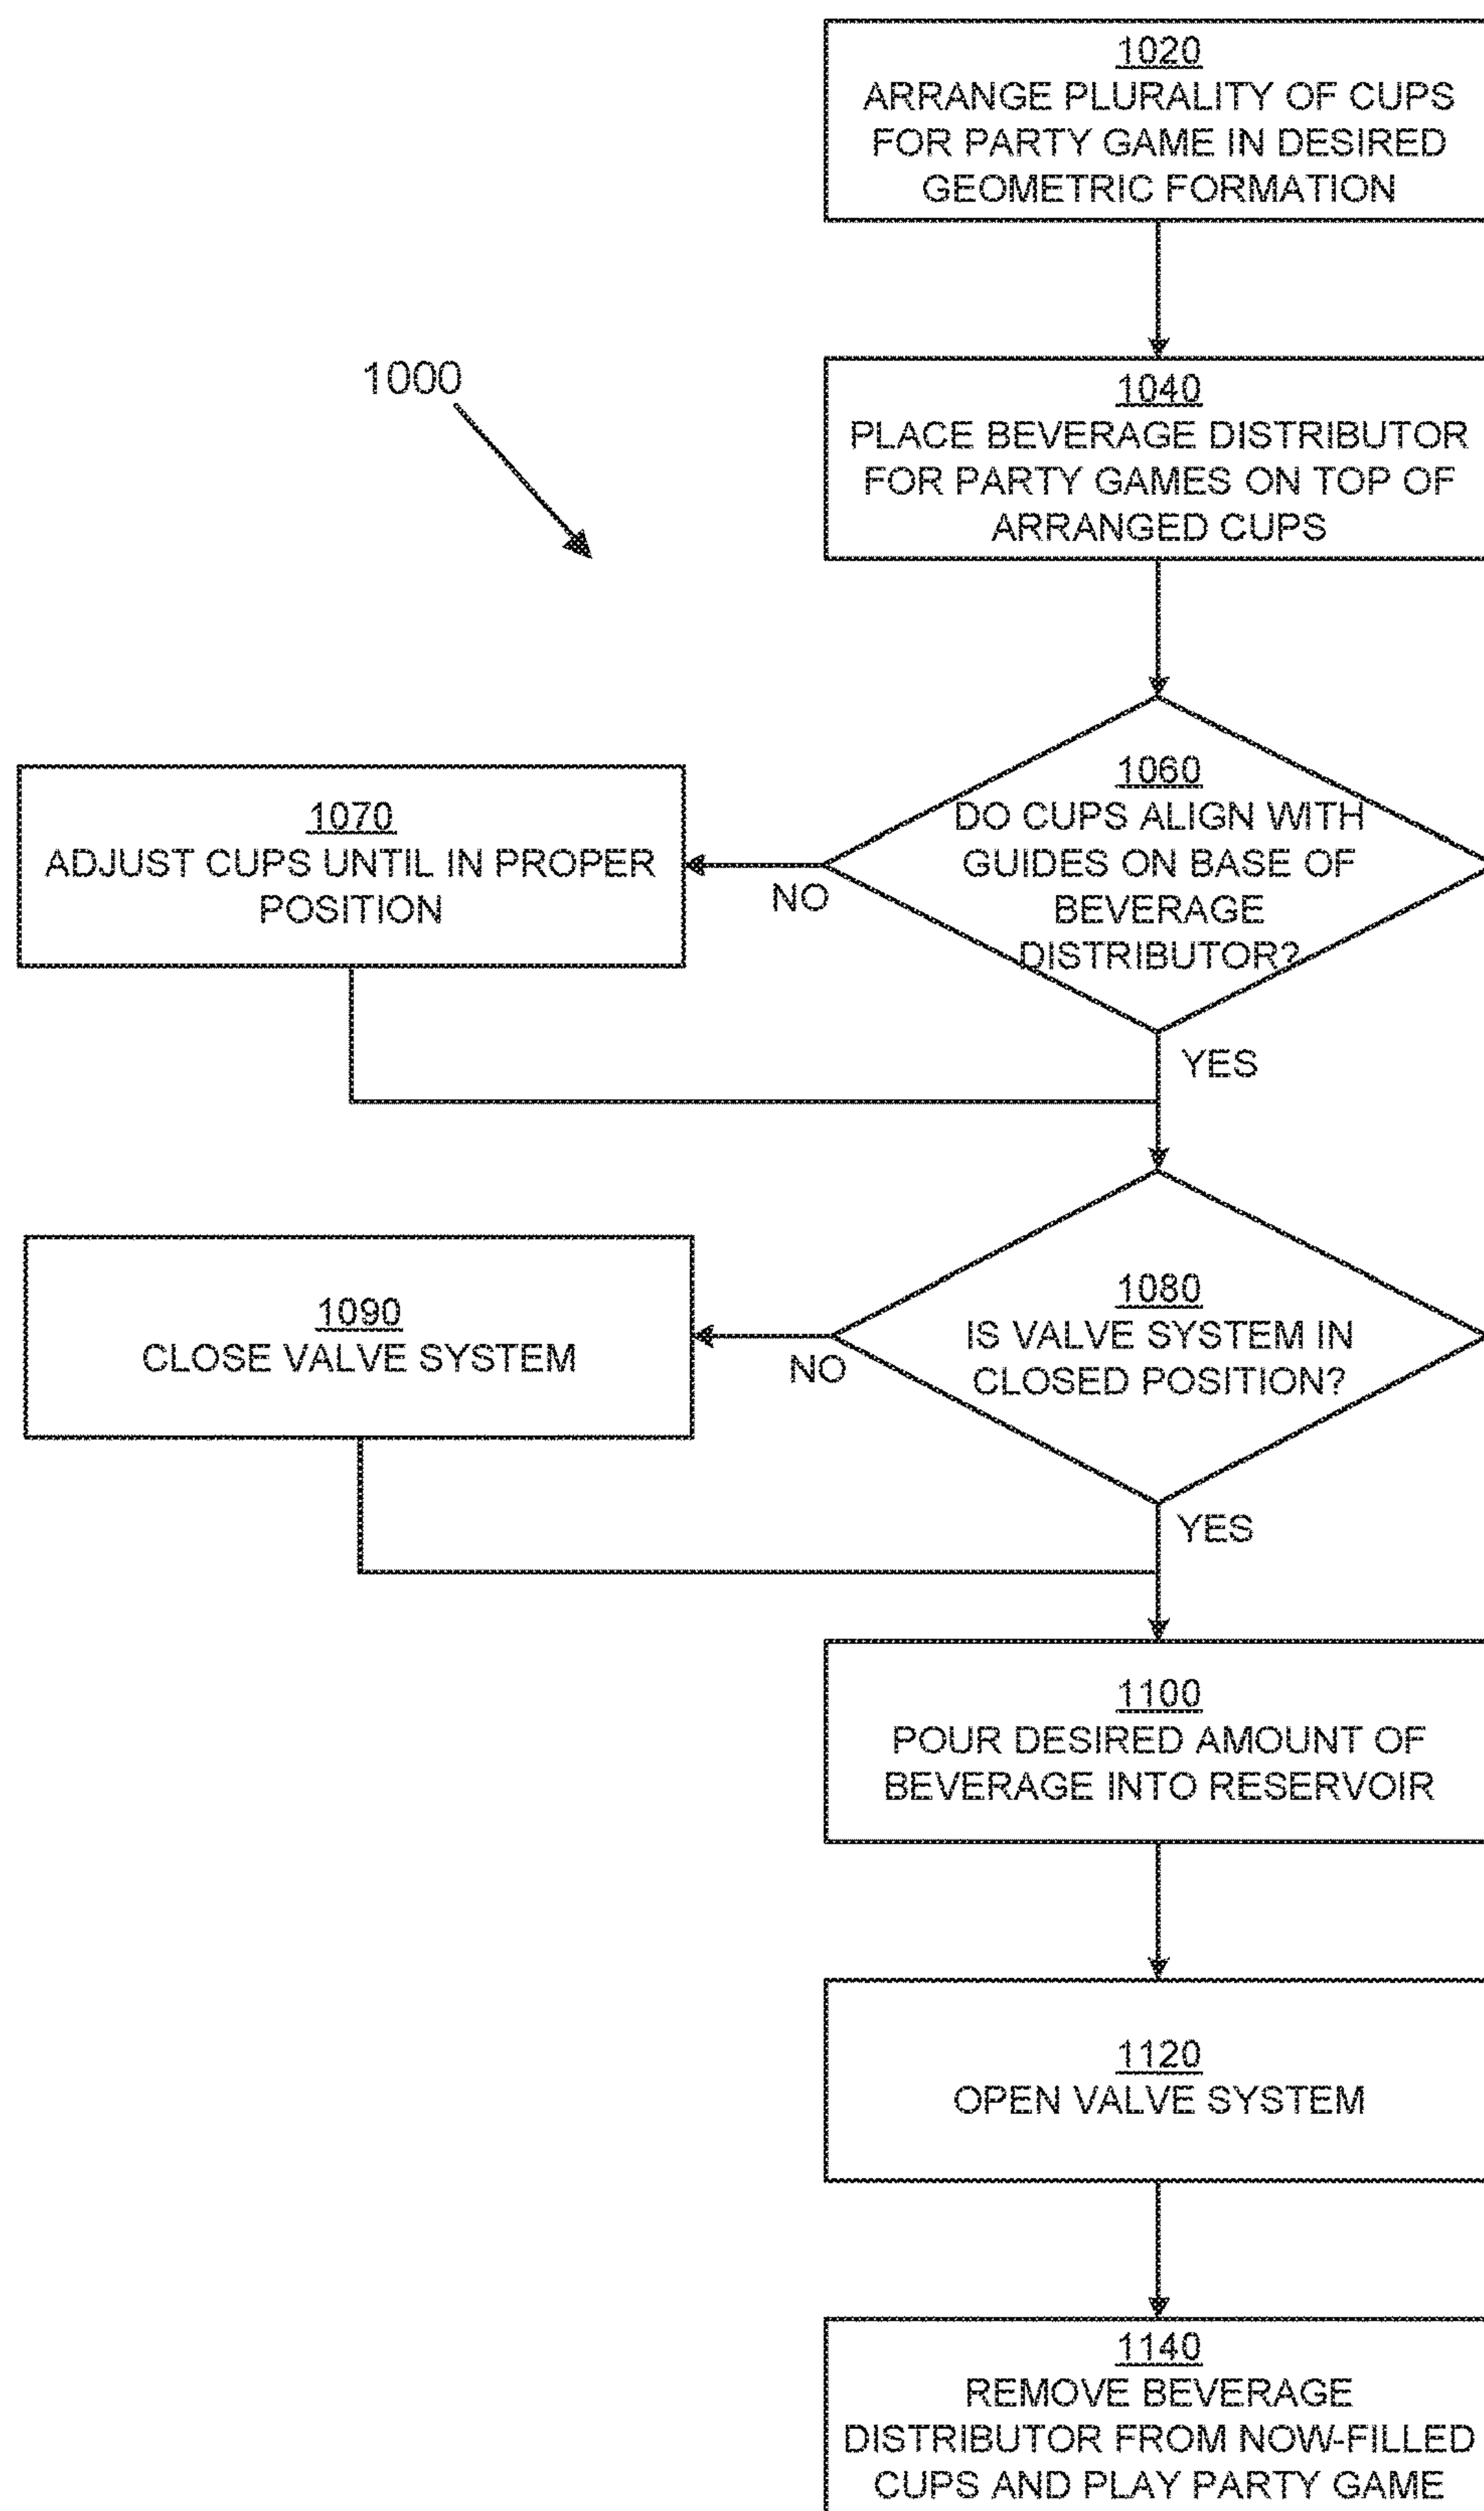 1020
ARRANGE PLURALITY OF CUPS
FOR PARTY GAME IN DESIRED
GEOMETRIC FORMATION
1000
1040
PLACE BEVERAGE DISTRIBUTOR
FOR PARTY GAMES ON TOP OF
ARRANGED CUPS
1060
DO CUPS ALIGN WITH
GUIDES ON BASE OF
BEVERAGE
DISTRIBUTOR?
NO
1070
ADJUST CUPS UNTIL IN PROPER
POSITION
YES
1080
IS VALVE SYSTEM IN
CLOSED POSITION?
NO
1090
CLOSE VALVE SYSTEM
YES
1100
POUR DESIRED AMOUNT OF
BEVERAGE INTO RESERVOIR
1120
OPEN VALVE SYSTEM
1140
REMOVE BEVERAGE
DISTRIBUTOR FROM NOW-FILLED
CUPS AND PLAY PARTY GAME